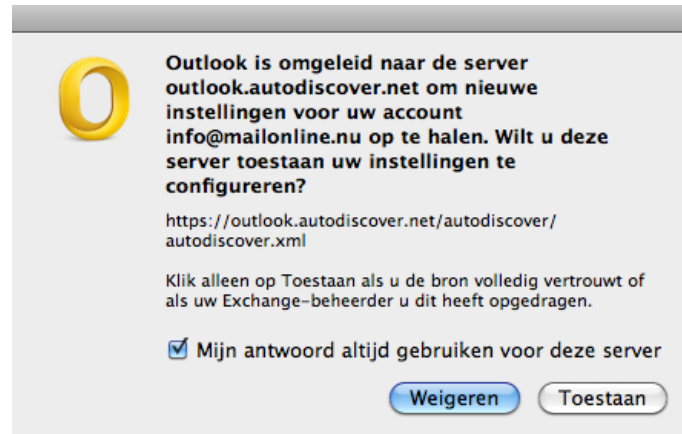 Outlook is omgeleid naar de server
outlook.autodiscover.net om nieuwe
instellingen voor uw account
info@mailonline.nu op te halen. Wilt u deze
server toestaan uw instellingen te
configureren?
https://outlook.autodiscover.net/autodiscover/
autodiscover.xml
Klik alleen op Toestaan als u de bron volledig vertrouwt of
als uw Exchange-beheerder u dit heeft opgedragen.
Mijn antwoord altijd gebruiken voor deze server
Weigeren Toestaan